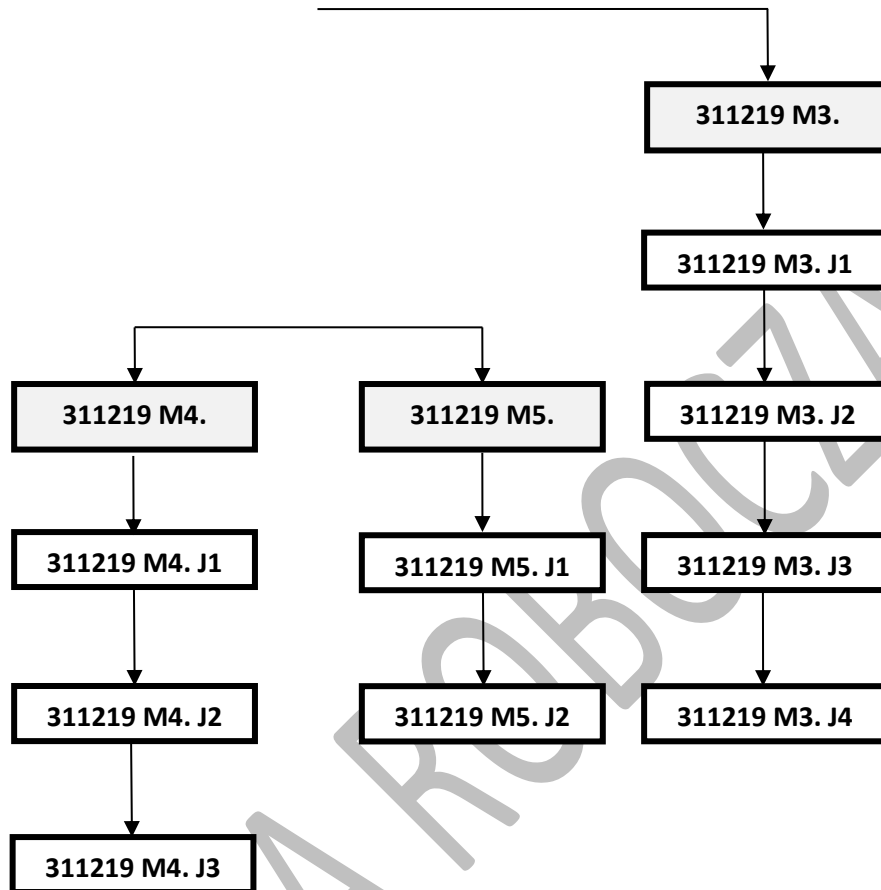 311219 M3.
311219 M3. J1
311219 M4.
311219 M5.
311219 M3. J2
311219 M4. J1
311219 M5. J1
311219 M3. J3
311219 M4. J2
311219 M5. J2
311219 M3. J4
311219 M4. J3
A ROBOCZA